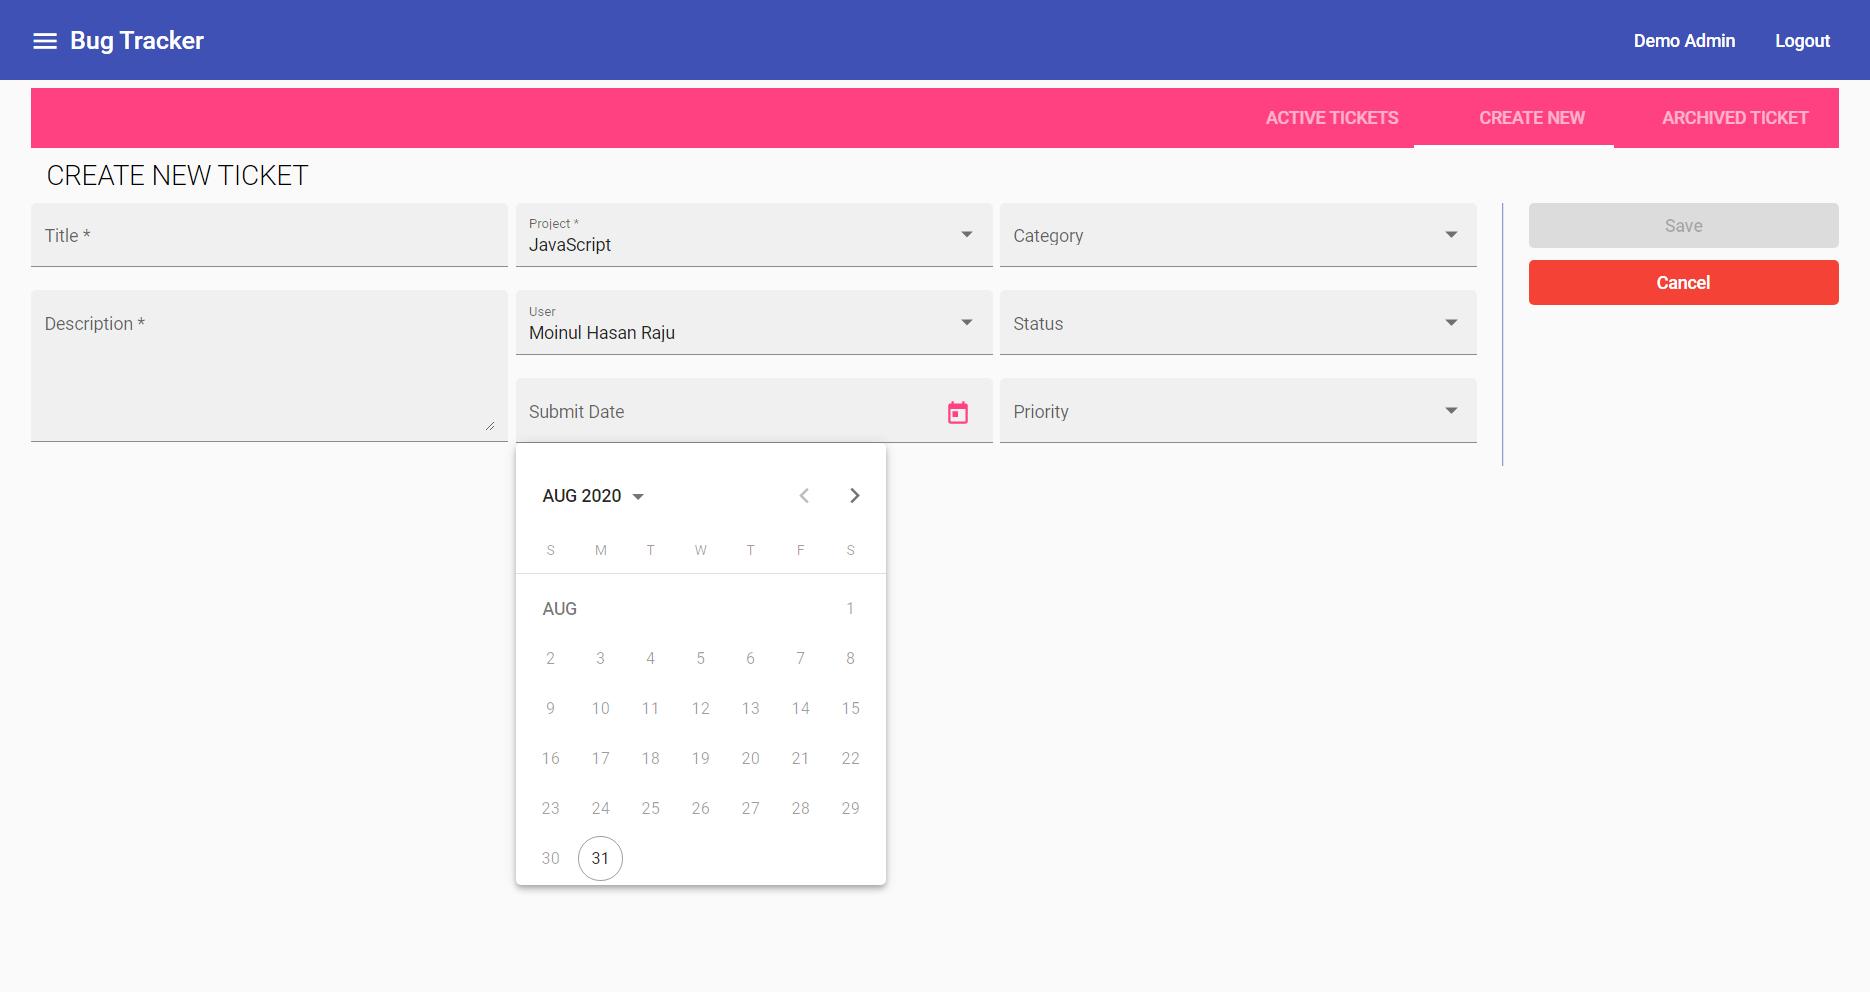 Bug Tracker
Demo Admin
Logout
ACTIVE TICKETS
CREATE NEW
ARCHIVED TICKET
CREATE NEW TICKET
Title *
Project *
JavaScript
Category
Save
Cancel
Description *
User
Moinul Hasan Raju
Status
Submit Date
Priority
AUG 2020
S M T W T F S
AUG 1
2 3 4 5 6 7 8
9 10 11 12 13 14 15
16 17 18 19 20 21 22
23 24 25 26 27 28 29
30 31